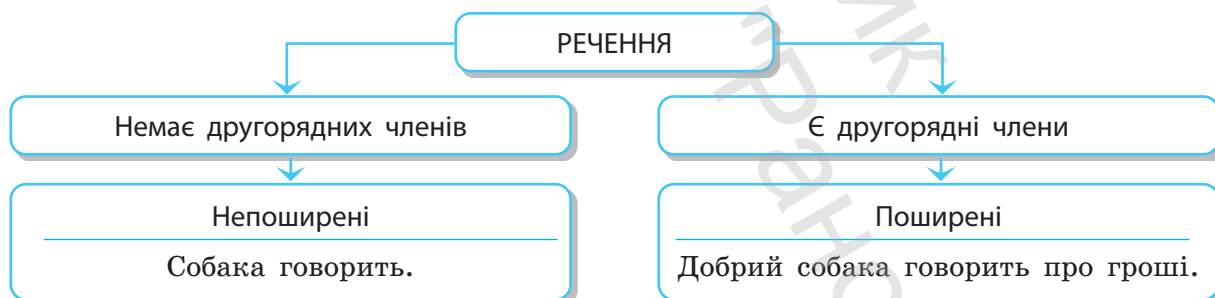 РЕЧЕННЯ
Немає другорядних членів
Є другорядні члени
Непоширені
Поширені
Собака говорить.
Добрий собака говорить про гроші.